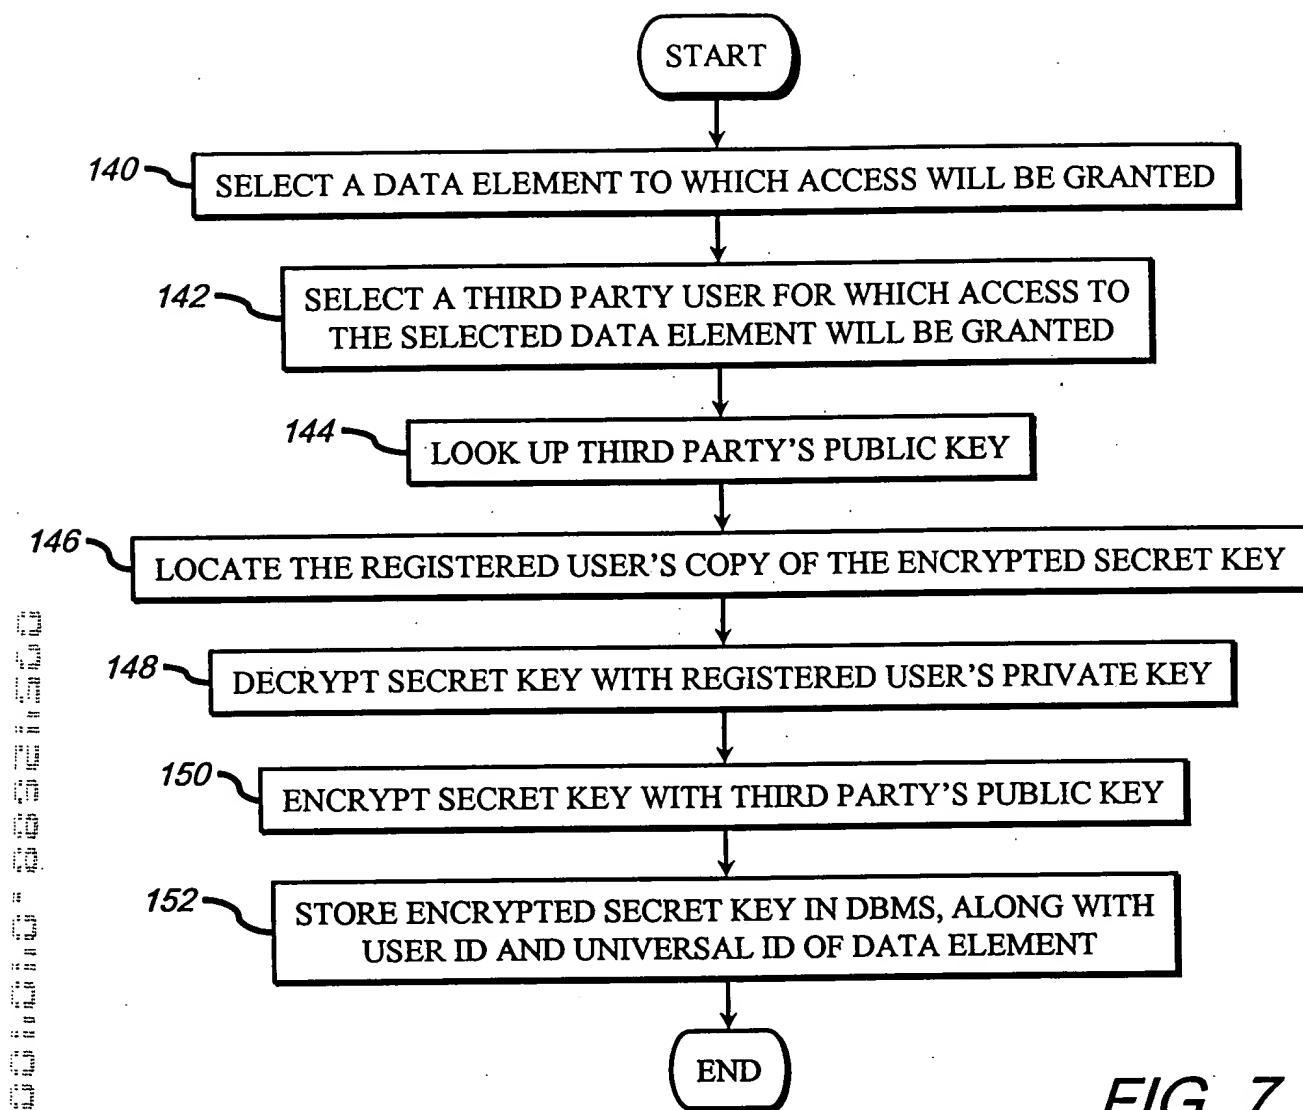 START
140
SELECT A DATA ELEMENT TO WHICH ACCESS WILL BE GRANTED
142
SELECT A THIRD PARTY USER FOR WHICH ACCESS TO
THE SELECTED DATA ELEMENT WILL BE GRANTED
144
LOOK UP THIRD PARTY'S PUBLIC KEY
146
LOCATE THE REGISTERED USER'S COPY OF THE ENCRYPTED SECRET KEY
148
DECRYPT SECRET KEY WITH REGISTERED USER'S PRIVATE KEY
150
ENCRYPT SECRET KEY WITH THIRD PARTY'S PUBLIC KEY
152
STORE ENCRYPTED SECRET KEY IN DBMS, ALONG WITH
USER ID AND UNIVERSAL ID OF DATA ELEMENT
END
FIG. 7